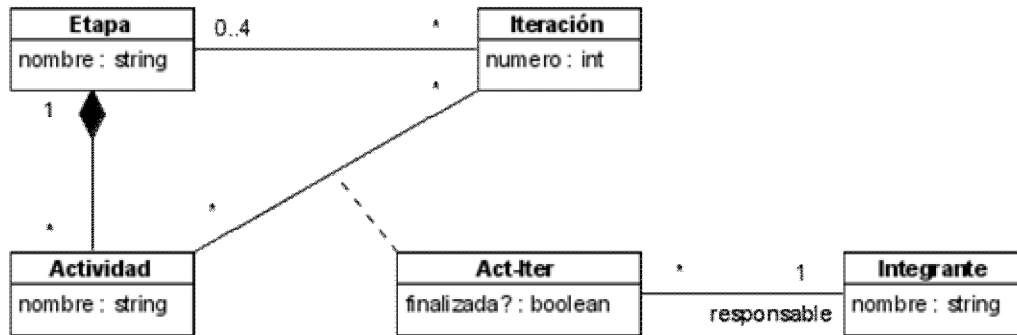 Etapa
nombre : string
0..4
*
Iteración
numero : int
*
1
*
*
Actividad
nombre : string
Act-Iter
finalizada? : boolean
*
1
responsable
Integrante
nombre : string